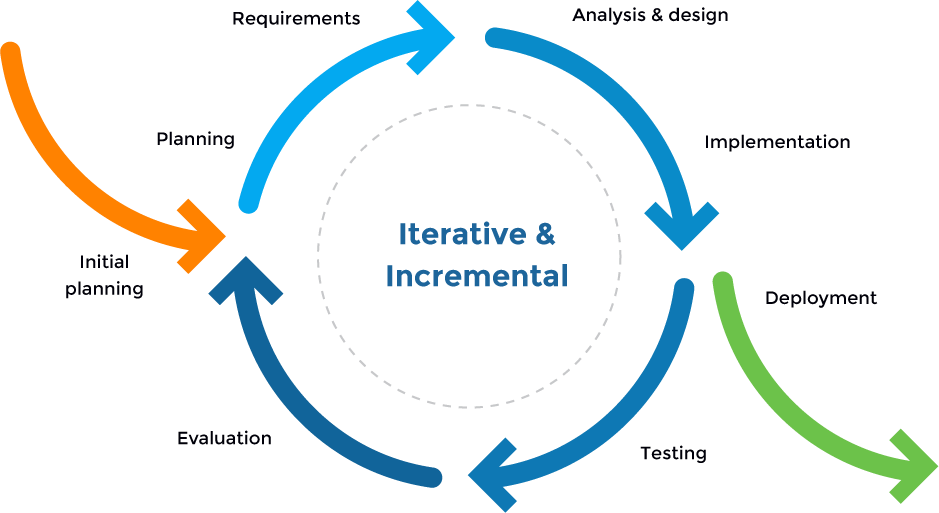 Requirements
Analysis & design
Planning
Implementation
Iterative &
Incremental
Initial
planning
Deployment
Evaluation
Testing